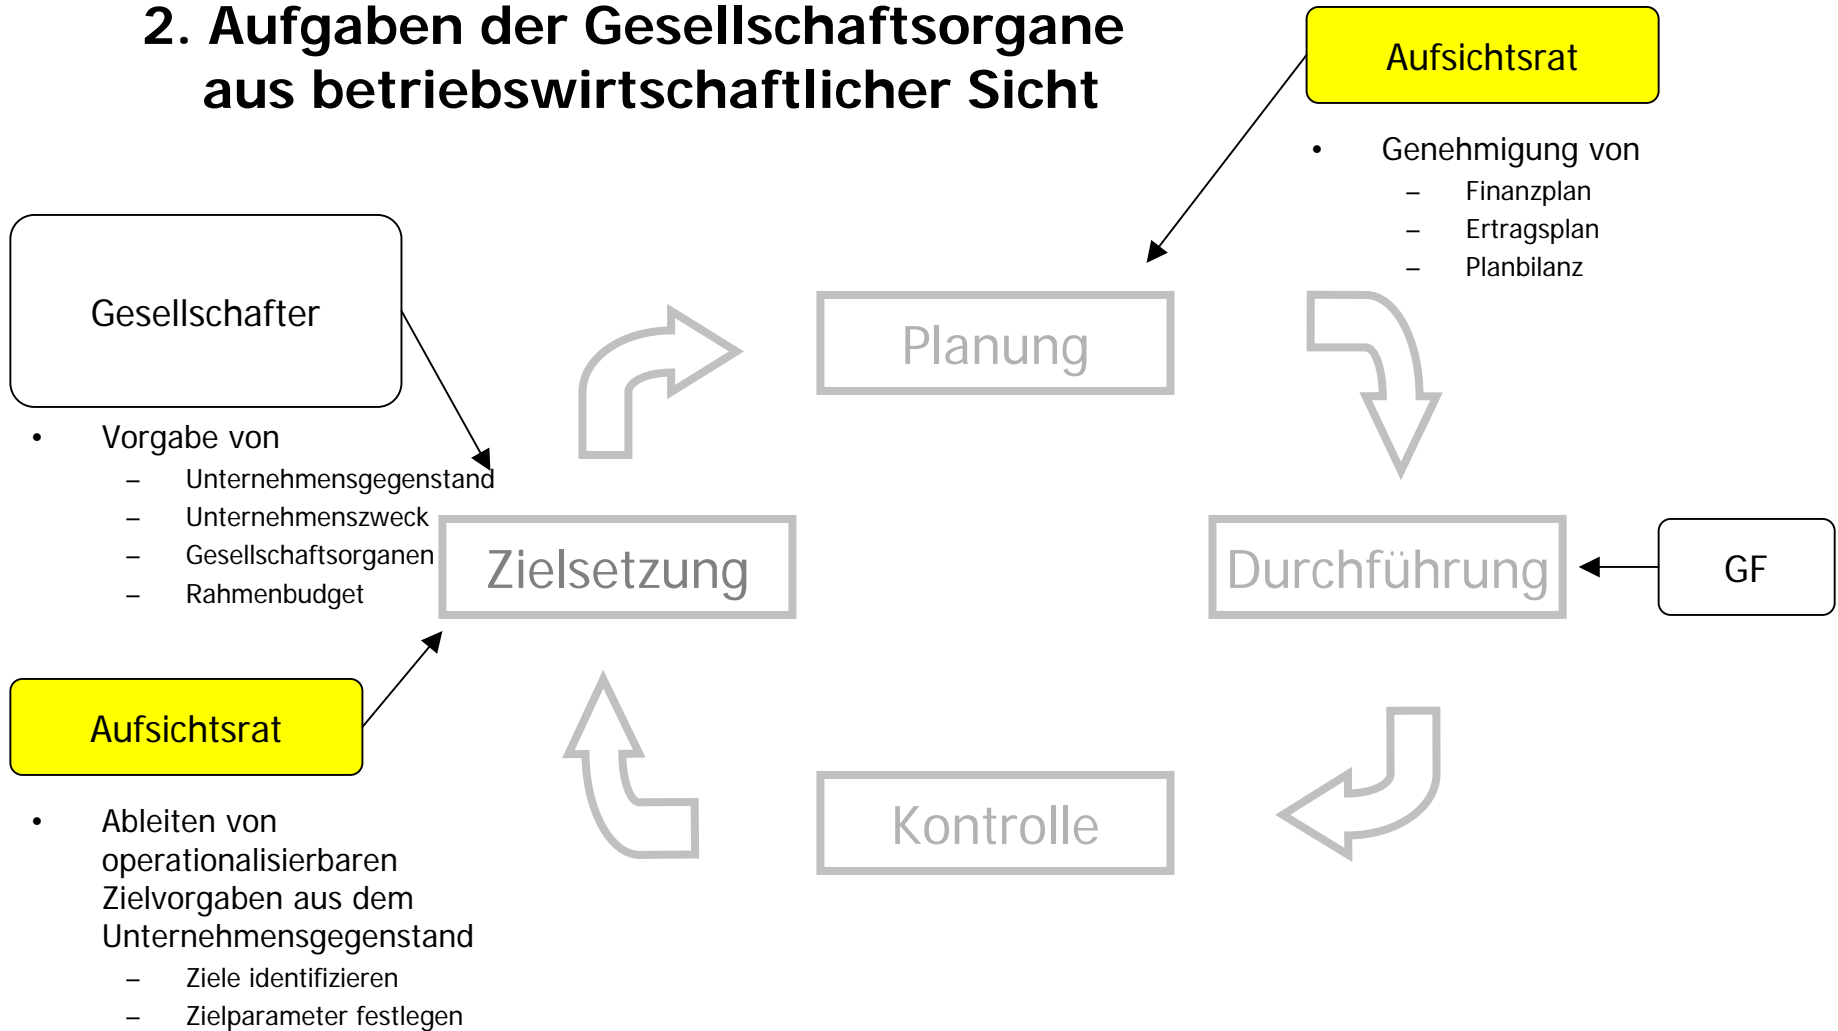 2. Aufgaben der Gesellschaftsorgane
aus betriebswirtschaftlicher Sicht
Aufsichtsrat
• Genehmigung von
– Finanzplan
– Ertragsplan
– Planbilanz
Gesellschafter
• Vorgabe von
– Unternehmensgegenstand
– Unternehmenszweck
– Gesellschaftsorganen
– Rahmenbudget
Planung
Zielsetzung
Durchführung
GF
Aufsichtsrat
• Ableiten von
operationalisierbaren
Zielvorgaben aus dem
Unternehmensgegenstand
– Ziele identifizieren
– Zielparameter festlegen
Kontrolle